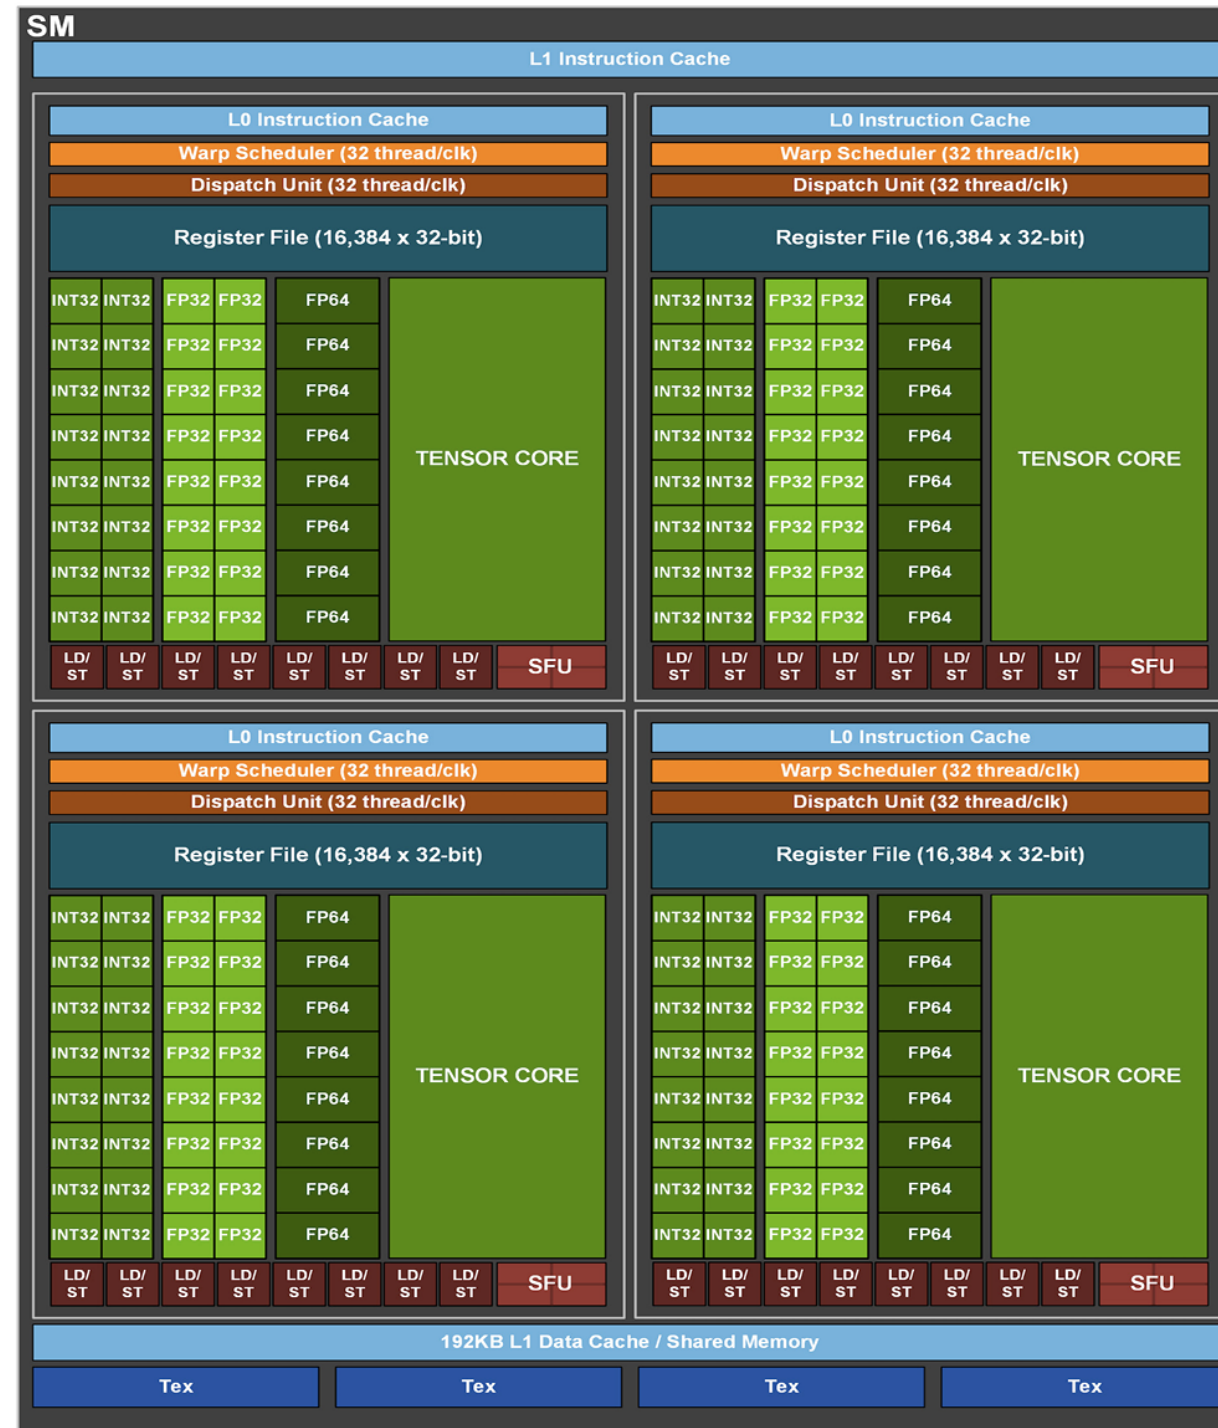 SM
L1 Instruction Cache
L0 Instruction Cache
Warp Scheduler (32 thread/clk)
Dispatch Unit (32 thread/clk)
Register File (16,384 x 32-bit)
INT32 INT32 FP32 FP32 FP64
INT32 INT32 FP32 FP32 FP64
INT32 INT32 FP32 FP32 FP64
INT32 INT32 FP32 FP32 FP64
TENSOR CORE
INT32 INT32 FP32 FP32 FP64
INT32 INT32 FP32 FP32 FP64
INT32 INT32 FP32 FP32 FP64
INT32 INT32 FP32 FP32 FP64
LD/ LD/ LD/ LD/ LD/ LD/ LD/ LD/
ST ST ST ST ST ST ST ST
SFU
L0 Instruction Cache
Warp Scheduler (32 thread/clk)
Dispatch Unit (32 thread/clk)
Register File (16,384 x 32-bit)
INT32 INT32 FP32 FP32 FP64
INT32 INT32 FP32 FP32 FP64
INT32 INT32 FP32 FP32 FP64
INT32 INT32 FP32 FP32 FP64
TENSOR CORE
INT32 INT32 FP32 FP32 FP64
INT32 INT32 FP32 FP32 FP64
INT32 INT32 FP32 FP32 FP64
INT32 INT32 FP32 FP32 FP64
LD/ LD/ LD/ LD/ LD/ LD/ LD/ LD/
ST ST ST ST ST ST ST ST
SFU
L0 Instruction Cache
Warp Scheduler (32 thread/clk)
Dispatch Unit (32 thread/clk)
Register File (16,384 x 32-bit)
INT32 INT32 FP32 FP32 FP64
INT32 INT32 FP32 FP32 FP64
INT32 INT32 FP32 FP32 FP64
INT32 INT32 FP32 FP32 FP64
TENSOR CORE
INT32 INT32 FP32 FP32 FP64
INT32 INT32 FP32 FP32 FP64
INT32 INT32 FP32 FP32 FP64
INT32 INT32 FP32 FP32 FP64
LD/ LD/ LD/ LD/ LD/ LD/ LD/ LD/
ST ST ST ST ST ST ST ST
SFU
L0 Instruction Cache
Warp Scheduler (32 thread/clk)
Dispatch Unit (32 thread/clk)
Register File (16,384 x 32-bit)
INT32 INT32 FP32 FP32 FP64
INT32 INT32 FP32 FP32 FP64
INT32 INT32 FP32 FP32 FP64
INT32 INT32 FP32 FP32 FP64
TENSOR CORE
INT32 INT32 FP32 FP32 FP64
INT32 INT32 FP32 FP32 FP64
INT32 INT32 FP32 FP32 FP64
INT32 INT32 FP32 FP32 FP64
LD/ LD/ LD/ LD/ LD/ LD/ LD/ LD/
ST ST ST ST ST ST ST ST
SFU
192KB L1 Data Cache / Shared Memory
Tex Tex Tex Tex